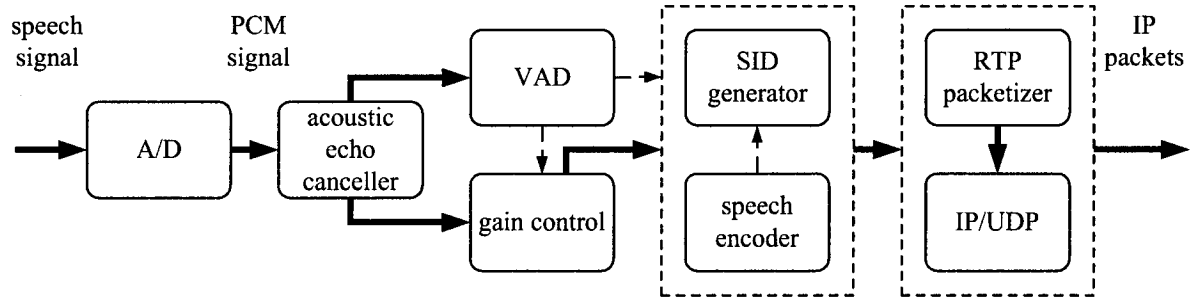 speech
signal
A/D
PCM
signal
acoustic
echo
canceller
VAD
gain control
SID
generator
speech
encoder
RTP
packetizer
IP/UDP
IP
packets